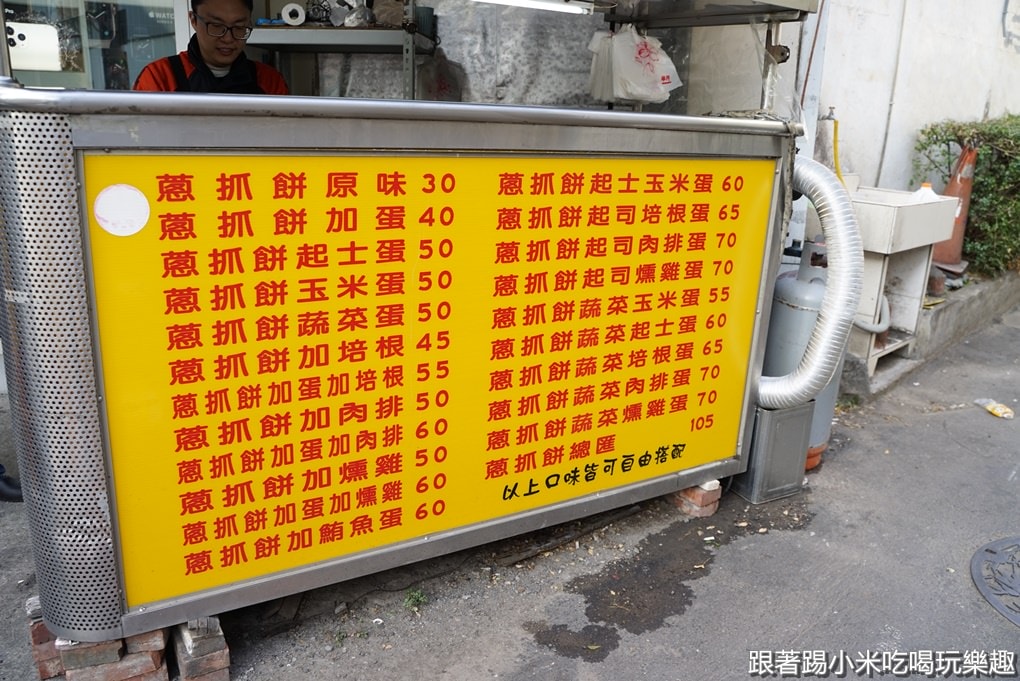 蔥抓餅原味 30
蔥抓餅加蛋 40
蔥抓餅起士蛋 50
蔥抓餅玉米蛋 50
蔥抓餅蔬菜蛋 50
蔥抓餅加培根 45
蔥抓餅加蛋加培根 55
蔥抓餅加肉排 50
蔥抓餅加蛋加肉排 60
蔥抓餅加燻雞 50
蔥抓餅加蛋加燻雞 60
蔥抓餅加鮪魚蛋 60
蔥抓餅起士玉米蛋 60
蔥抓餅起司培根蛋 65
蔥抓餅起司肉排蛋 70
蔥抓餅起司燻雞蛋 70
蔥抓餅蔬菜玉米蛋 55
蔥抓餅蔬菜起士蛋 60
蔥抓餅蔬菜培根蛋 65
蔥抓餅蔬菜肉排蛋 70
蔥抓餅蔬菜燻雞蛋 70
蔥抓餅總匯 105
以上口味皆可自由搭配
跟著踢小米吃喝玩樂趣